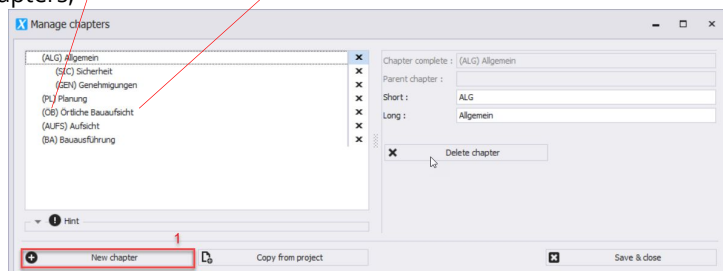 apters,
Manage chapters
(ALG) Allgemein
(SIC) Sicherheit
(GEN) Genehmigungen
(PL) Planung
(ÖB) Örtliche Bauaufsicht
(AUFS) Aufsicht
(BA) Bauausführung
Chapter complete : (ALG) Allgemein
Parent chapter :
Short : ALG
Long : Allgemein
Delete chapter
Hint
1
New chapter Copy from project Save & close